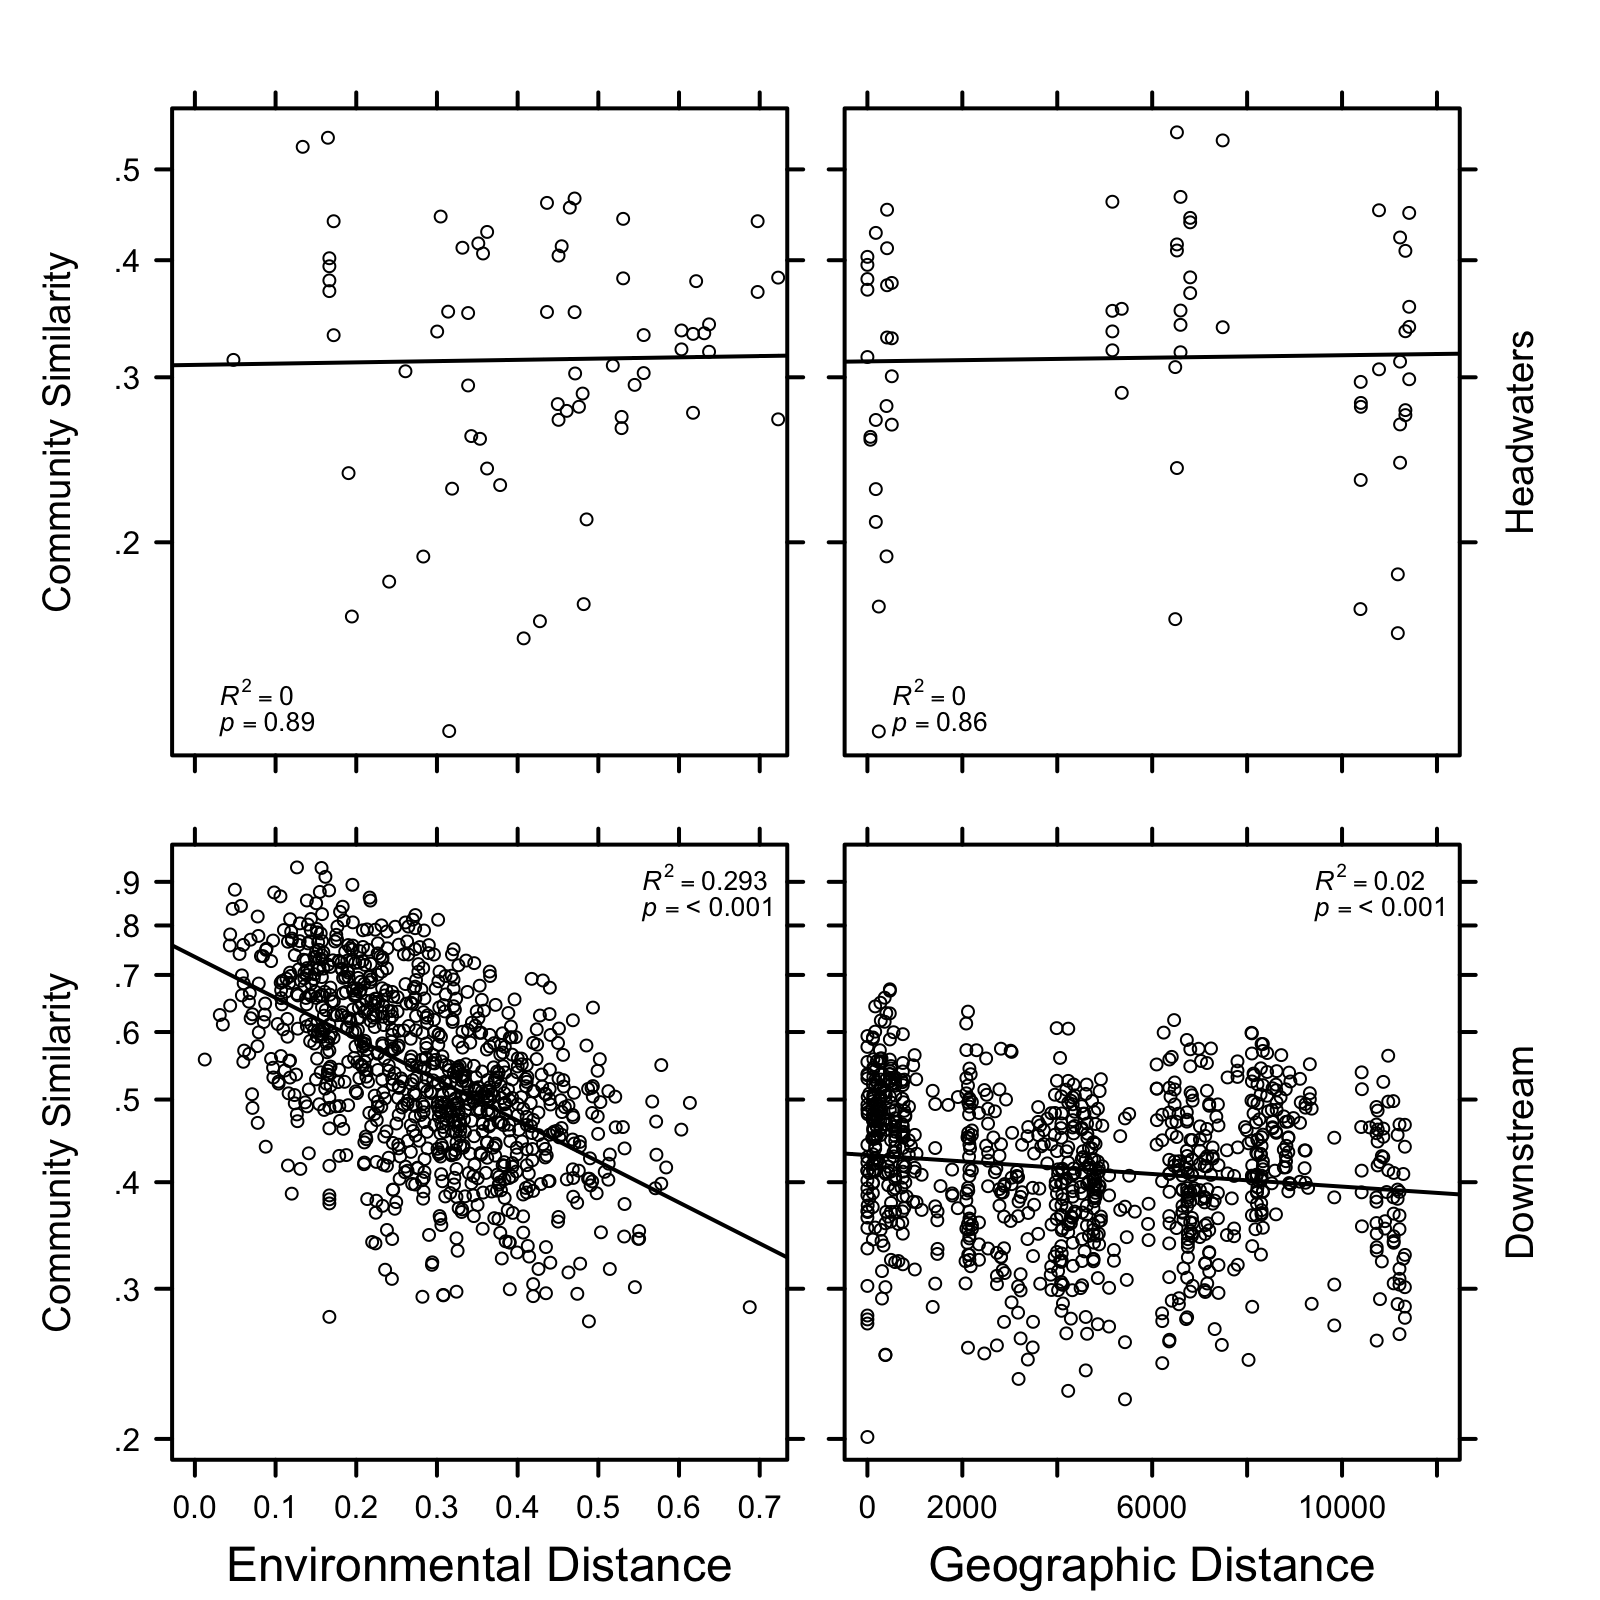 .5
.4
.3
.2
Community Similarity
R² = 0
p = 0.89
R² = 0
p = 0.86
Headwaters
.9
.8
.7
.6
.5
.4
.3
.2
Community Similarity
R² = 0.293
p = < 0.001
R² = 0.02
p = < 0.001
Downstream
0.0 0.1 0.2 0.3 0.4 0.5 0.6 0.7
0 2000 6000 10000
Environmental Distance
Geographic Distance